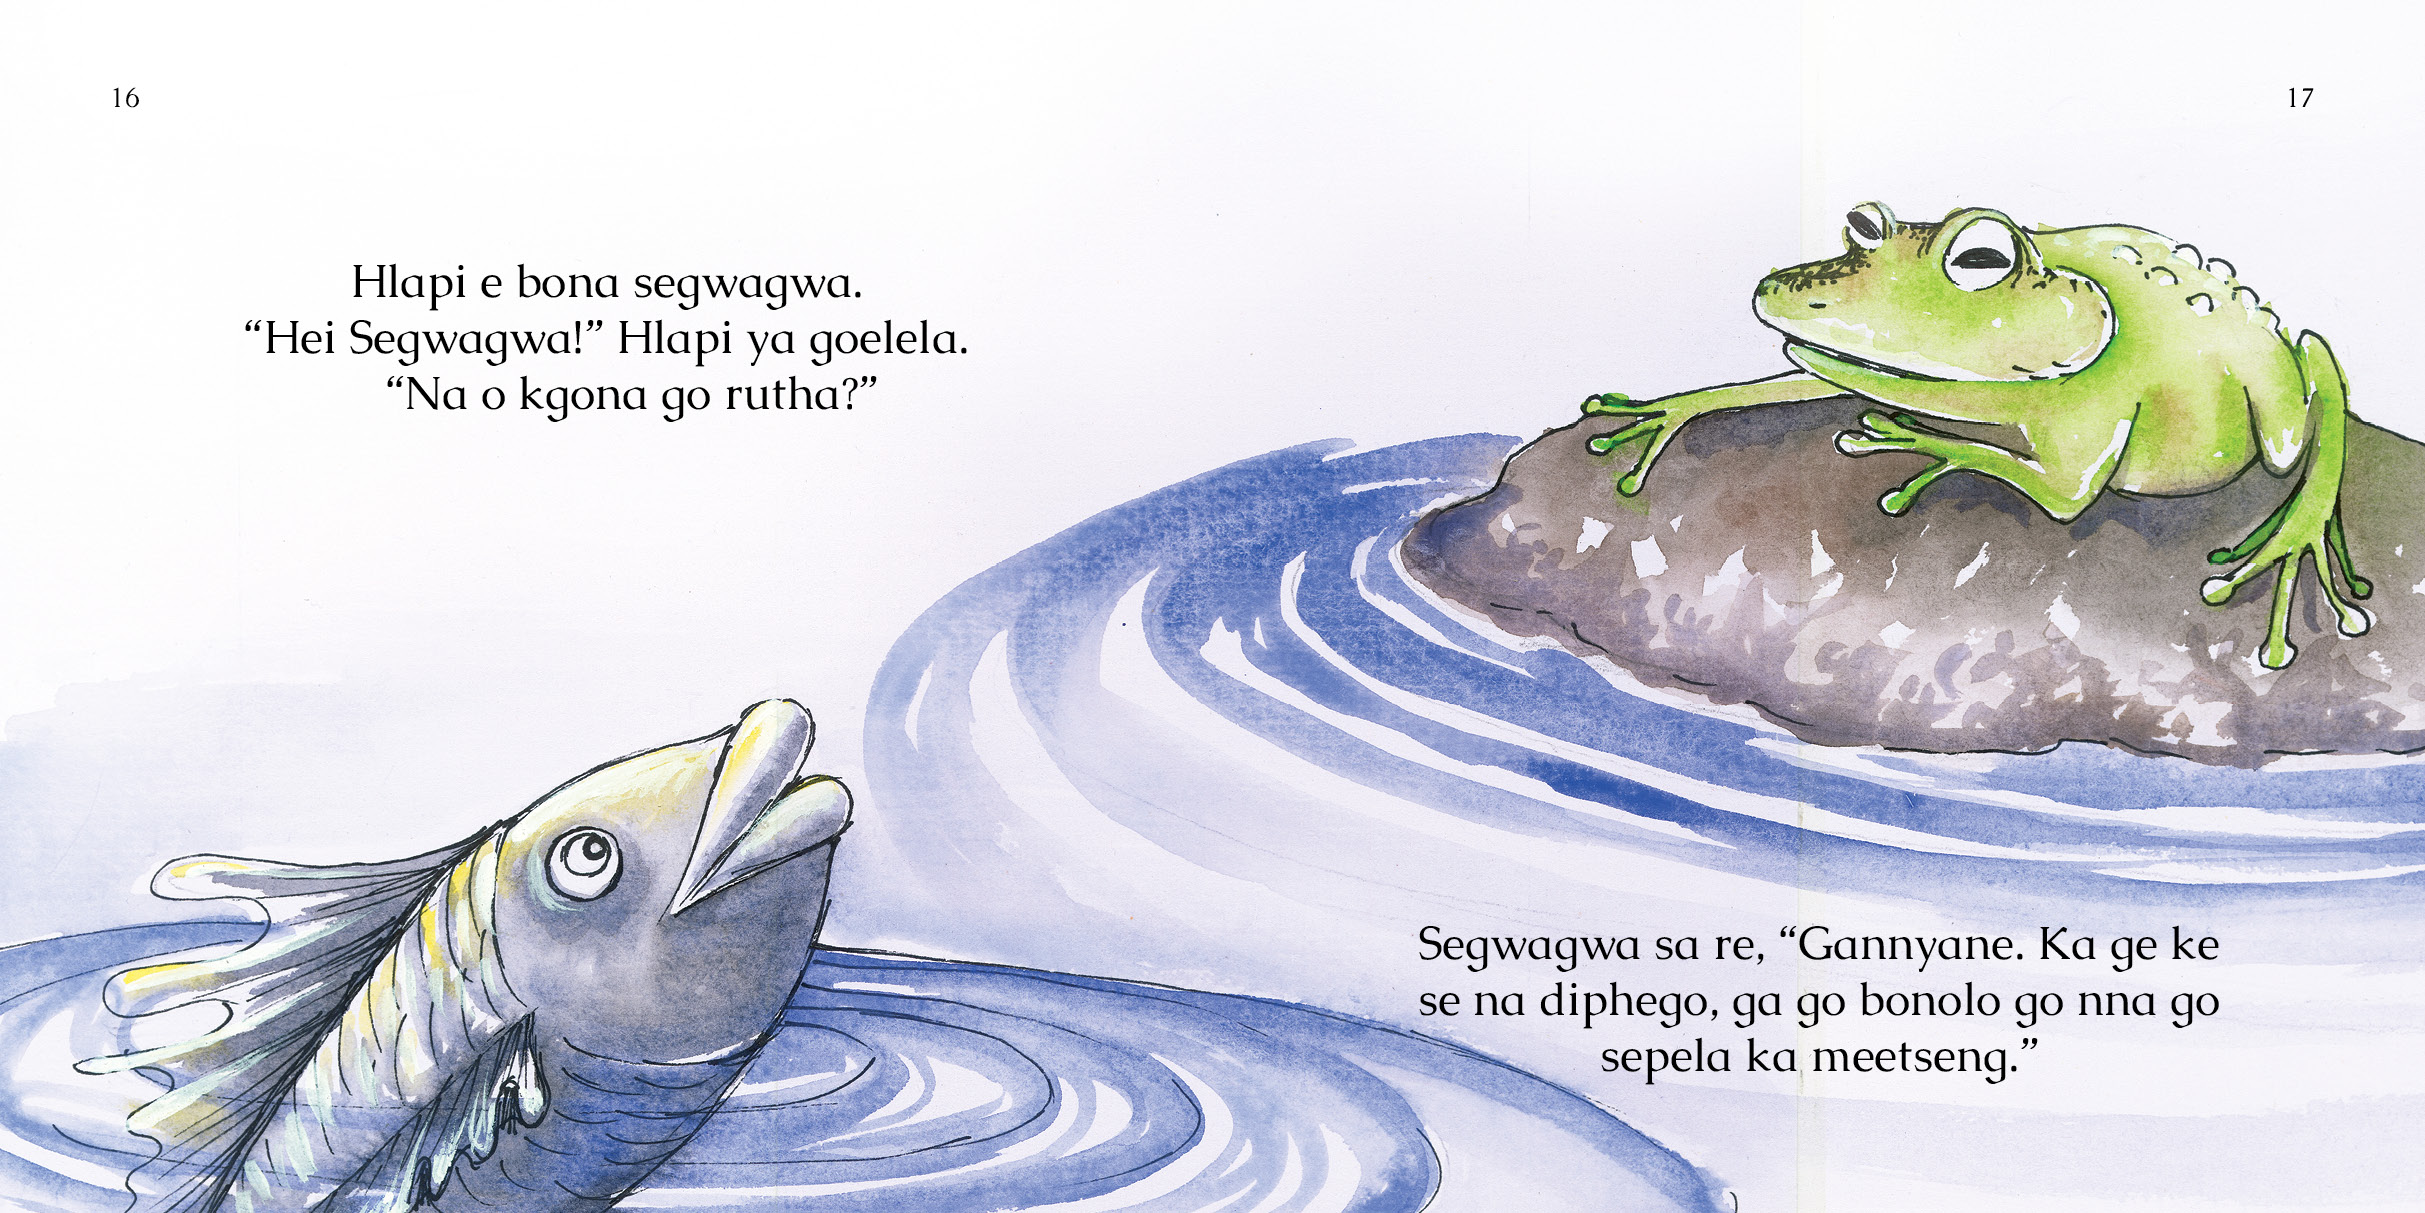 16
Hlapi e bona segwagwa.
“Hei Segwagwa!” Hlapi ya goelela.
“Na o kgona go rutha?”
17
Segwagwa sa re, “Gannyane. Ka ge ke
se na diphego, ga go bonolo go nna go
sepela ka meetseng.”